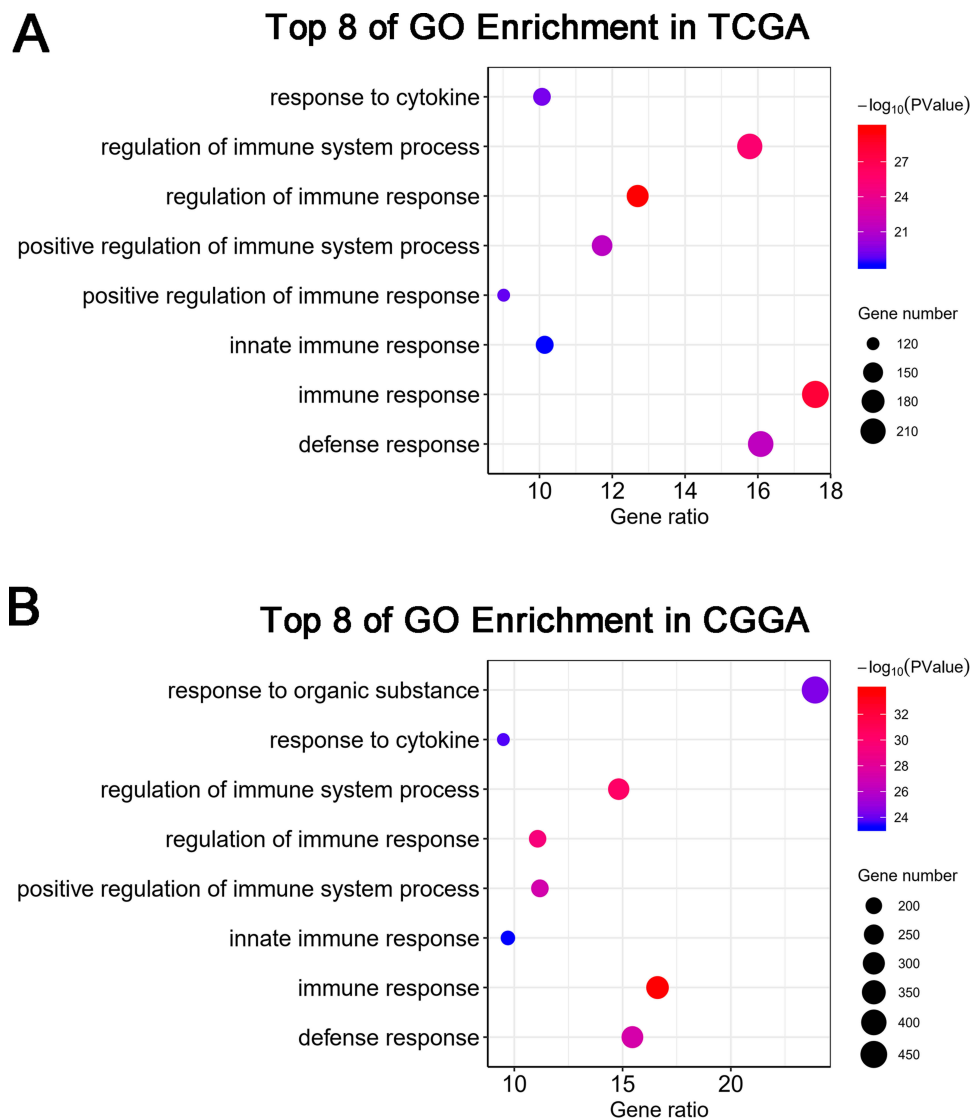 A
Top 8 of GO Enrichment in TCGA
response to cytokine
regulation of immune system process
regulation of immune response
positive regulation of immune system process
positive regulation of immune response
innate immune response
immune response
defense response
10 12 14 16 18
Gene ratio
−log10(PValue)
27
24
21
Gene number
120
150
180
210
B
Top 8 of GO Enrichment in CGGA
response to organic substance
response to cytokine
regulation of immune system process
regulation of immune response
positive regulation of immune system process
innate immune response
immune response
defense response
10 15 20
Gene ratio
−log10(PValue)
32
30
28
26
24
Gene number
200
250
300
350
400
450